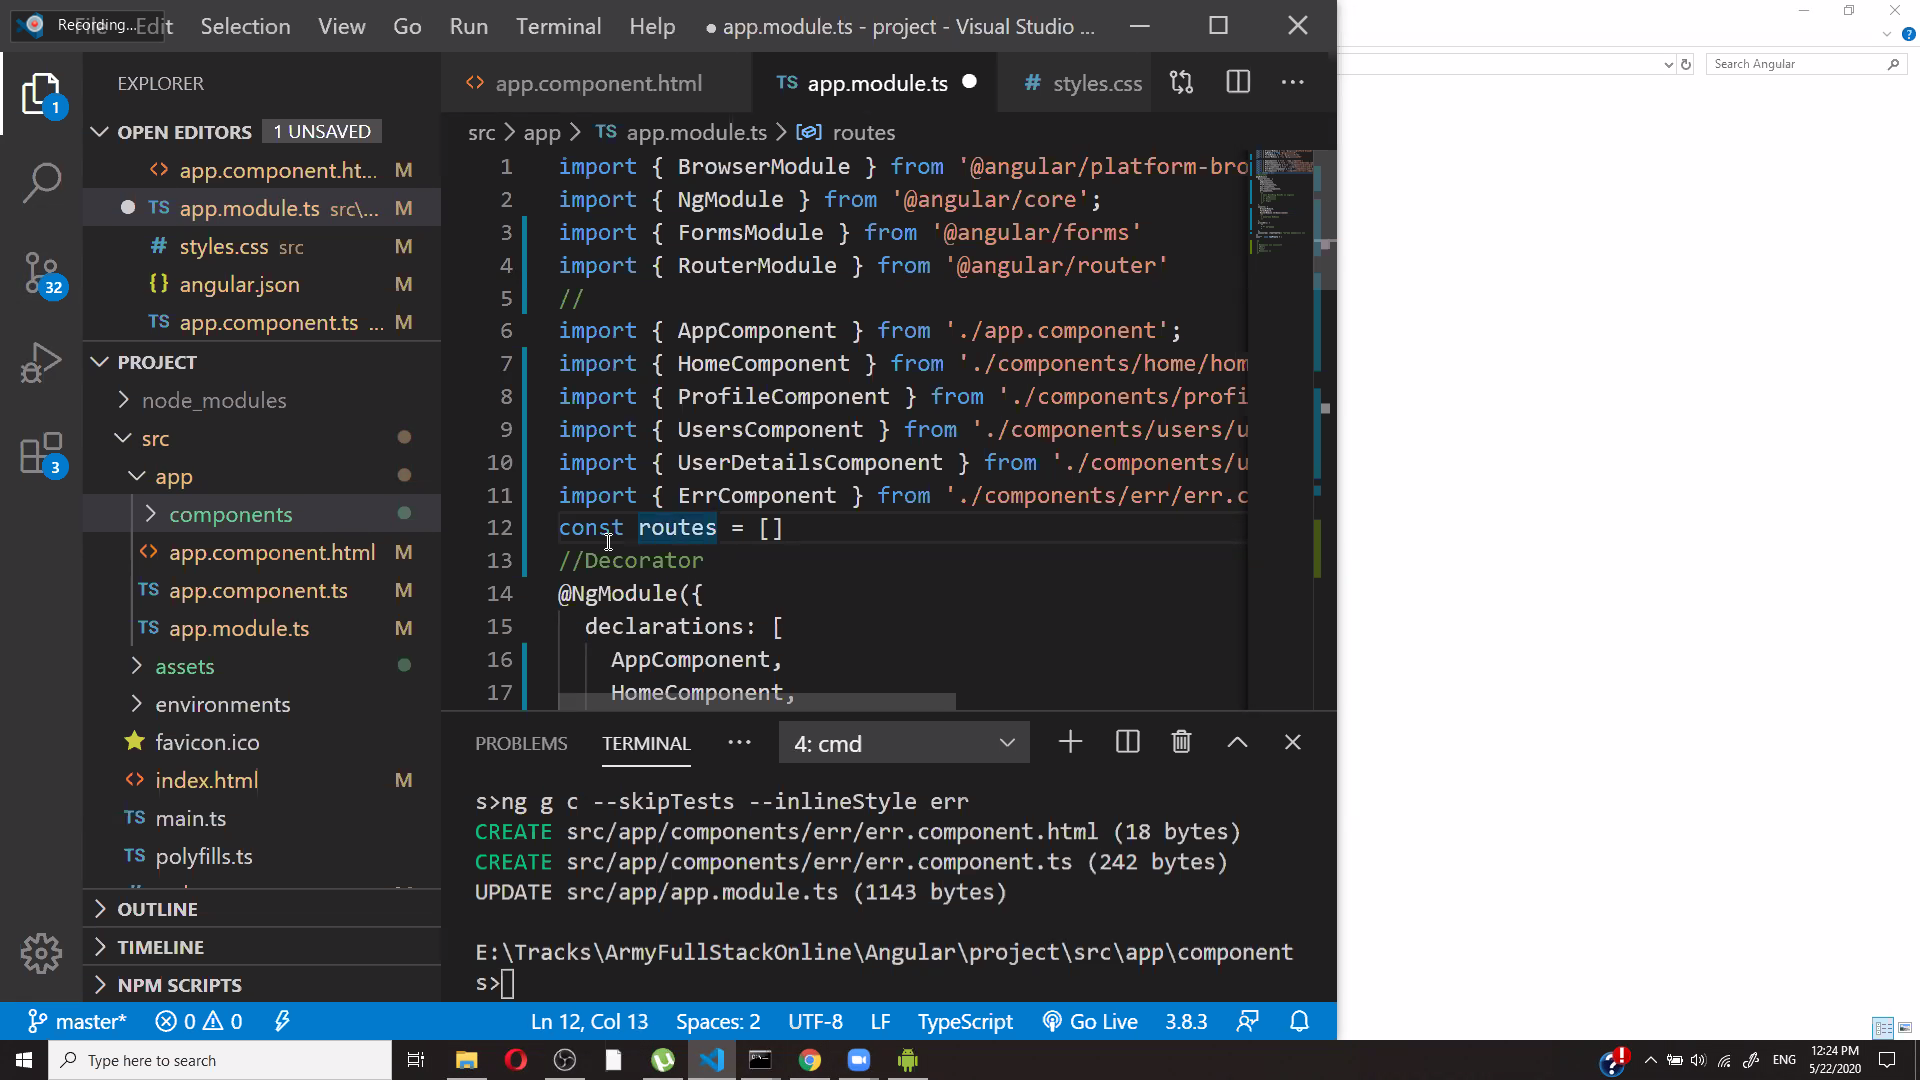 Recording...
File Edit Selection View Go Run Terminal Help ● app.module.ts - project - Visual Studio ...
Search Angular
EXPLORER
OPEN EDITORS 1 UNSAVED
app.component.ht... M
TS app.module.ts src\... M
# styles.css src
{} angular.json M
TS app.component.ts ... M
PROJECT
node_modules
src
app
components
<> app.component.html M
TS app.component.ts M
TS app.module.ts M
assets
environments
favicon.ico
<> index.html M
TS main.ts
TS polyfills.ts
OUTLINE
TIMELINE
NPM SCRIPTS
1
32
3
<> app.component.html TS app.module.ts # styles.css ...
src > app > TS app.module.ts > routes
1 import { BrowserModule } from '@angular/platform-bro
2 import { NgModule } from '@angular/core';
3 import { FormsModule } from '@angular/forms'
4 import { RouterModule } from '@angular/router'
5 //
6 import { AppComponent } from './app.component';
7 import { HomeComponent } from './components/home/hom
8 import { ProfileComponent } from './components/profi
9 import { UsersComponent } from './components/users/u
10 import { UserDetailsComponent } from './components/u
11 import { ErrComponent } from './components/err/err.c
12 const routes = []
13 //Decorator
14 @NgModule({
15 declarations: [
16 AppComponent,
17 HomeComponent,
PROBLEMS TERMINAL ... 4: cmd
s>ng g c --skipTests --inlineStyle err
CREATE src/app/components/err/err.component.html (18 bytes)
CREATE src/app/components/err/err.component.ts (242 bytes)
UPDATE src/app/app.module.ts (1143 bytes)
E:\Tracks\ArmyFullStackOnline\Angular\project\src\app\component
s>
master* 0 0 Ln 12, Col 13 Spaces: 2 UTF-8 LF TypeScript Go Live 3.8.3
Type here to search
ENG
12:24 PM
5/22/2020